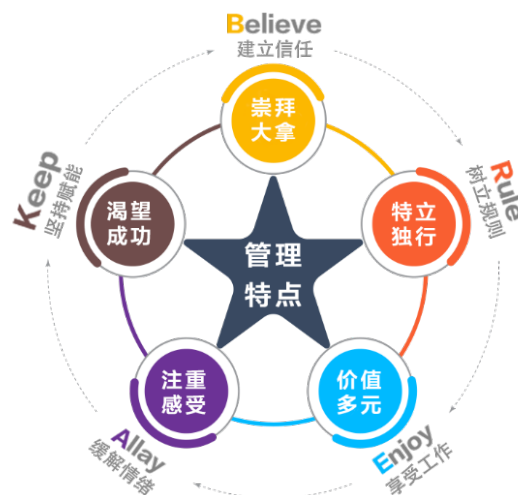 Believe
建立信任
崇拜
大拿
Rule
树立规则
特立
独行
Enjoy
享受工作
价值
多元
Allay
缓解情绪
注重
感受
Keep
坚持赋能
渴望
成功
管理
特点